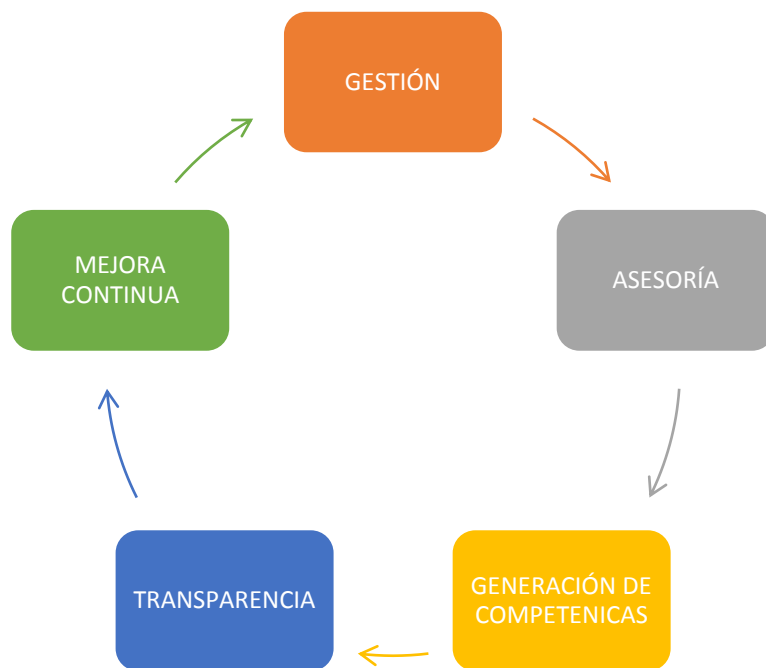 GESTIÓN
ASESORÍA
GENERACIÓN DE
COMPETENICAS
TRANSPARENCIA
MEJORA
CONTINUA